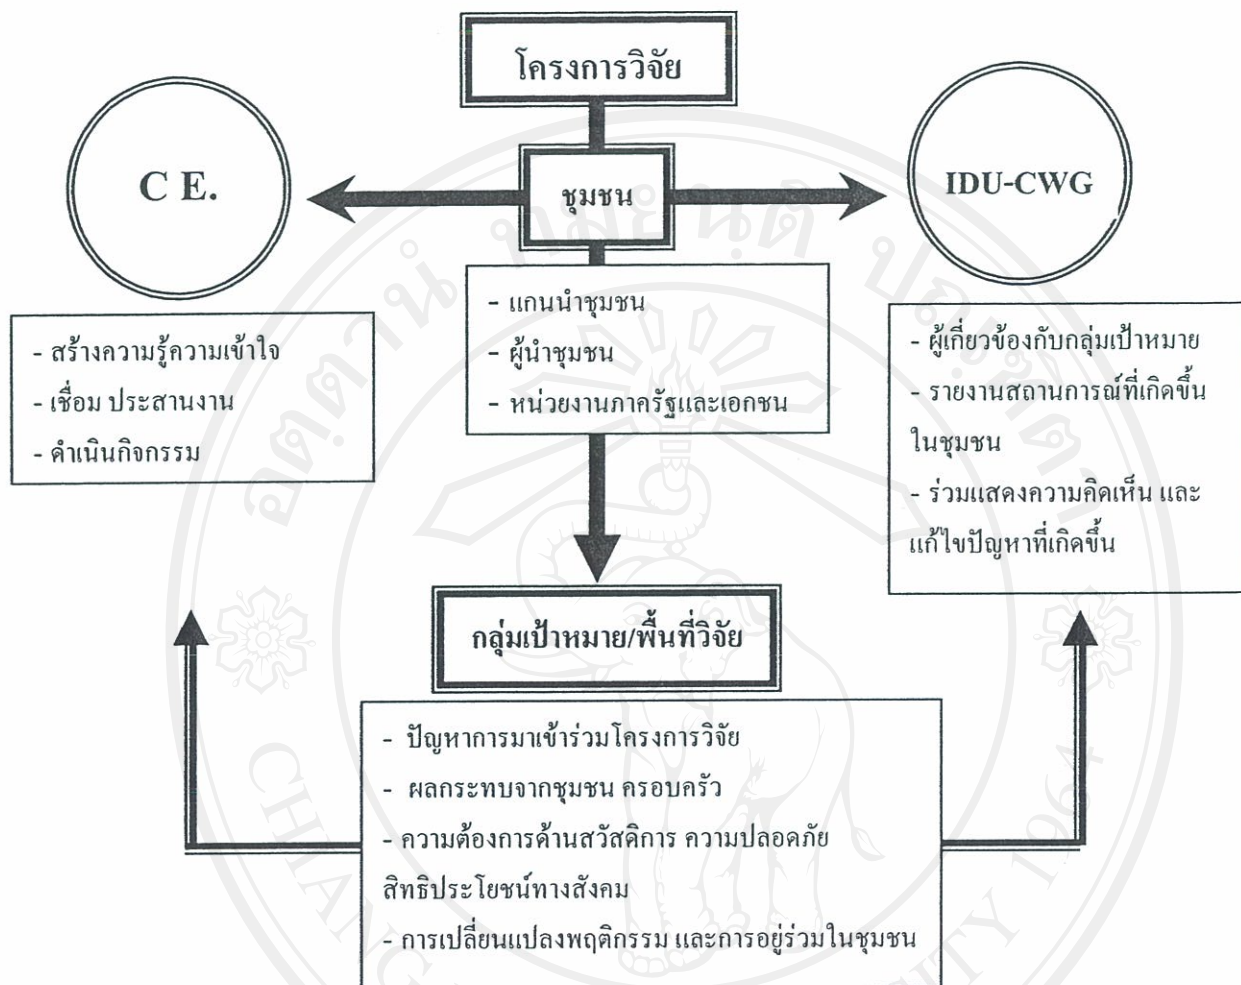 โครงการวิจัย
C E.
ชุมชน
IDU-CWG
- แกนนำชุมชน
- ผู้นำชุมชน
- หน่วยงานภาครัฐและเอกชน
- สร้างความรู้ความเข้าใจ
- เชื่อม ประสานงาน
- ดำเนินกิจกรรม
- ผู้เกี่ยวข้องกับกลุ่มเป้าหมาย
- รายงานสถานการณ์ที่เกิดขึ้น
ในชุมชน
- ร่วมแสดงความคิดเห็น และ
แก้ไขปัญหาที่เกิดขึ้น
กลุ่มเป้าหมาย/พื้นที่วิจัย
- ปัญหาการมาเข้าร่วมโครงการวิจัย
- ผลกระทบจากชุมชน ครอบครัว
- ความต้องการด้านสวัสดิการ ความปลอดภัย
สิทธิประโยชน์ทางสังคม
- การเปลี่ยนแปลงพฤติกรรม และการอยู่ร่วมในชุมชน
1964